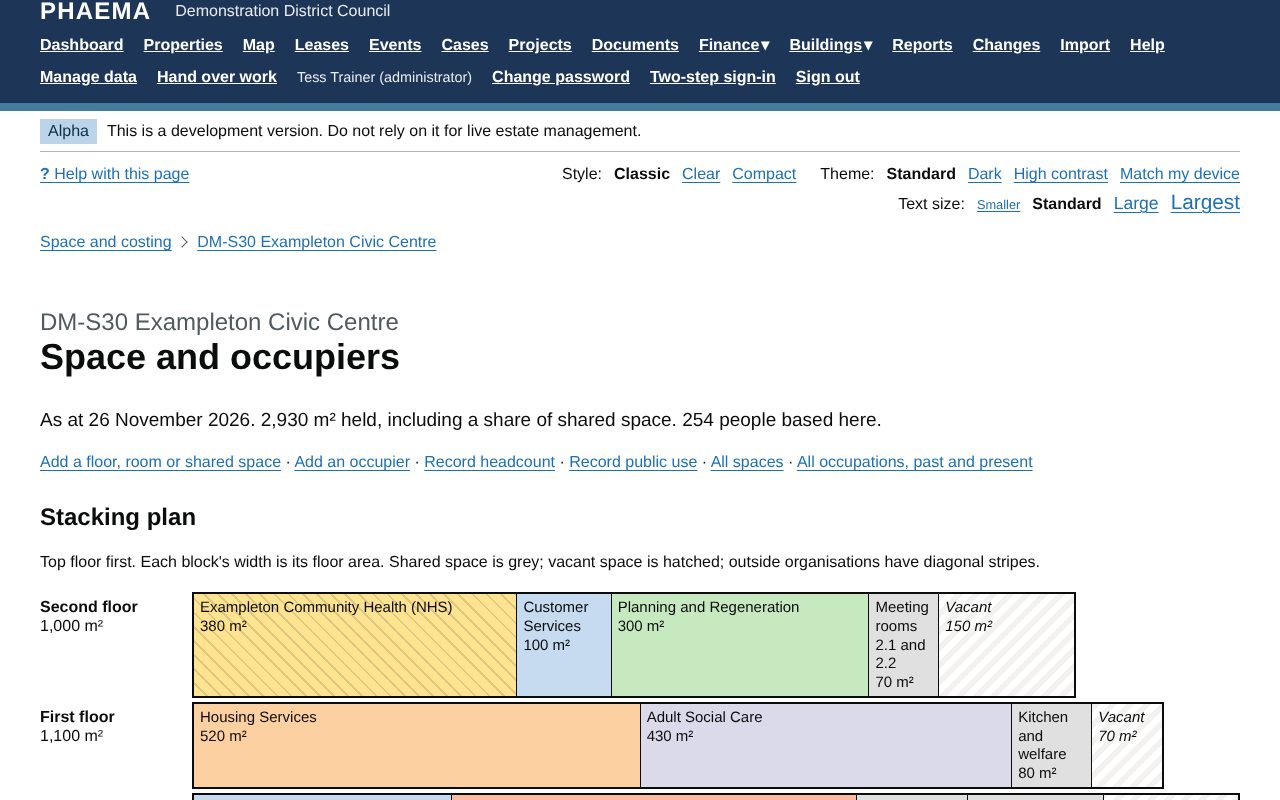 PHAEMA Demonstration District Council
Dashboard Properties Map Leases Events Cases Projects Documents Finance▼ Buildings▼ Reports Changes Import Help
Manage data Hand over work Tess Trainer (administrator) Change password Two-step sign-in Sign out
Alpha This is a development version. Do not rely on it for live estate management.
? Help with this page Style: Classic Clear Compact Theme: Standard Dark High contrast Match my device
Text size: Smaller Standard Large Largest
Space and costing > DM-S30 Exampleton Civic Centre
DM-S30 Exampleton Civic Centre
Space and occupiers
As at 26 November 2026. 2,930 m² held, including a share of shared space. 254 people based here.
Add a floor, room or shared space · Add an occupier · Record headcount · Record public use · All spaces · All occupations, past and present
Stacking plan
Top floor first. Each block's width is its floor area. Shared space is grey; vacant space is hatched; outside organisations have diagonal stripes.
Second floor
1,000 m²
Exampleton Community Health (NHS)
380 m²
Customer
Services
100 m²
Planning and Regeneration
300 m²
Meeting
rooms
2.1 and
2.2
70 m²
Vacant
150 m²
First floor
1,100 m²
Housing Services
520 m²
Adult Social Care
430 m²
Kitchen
and
welfare
80 m²
Vacant
70 m²